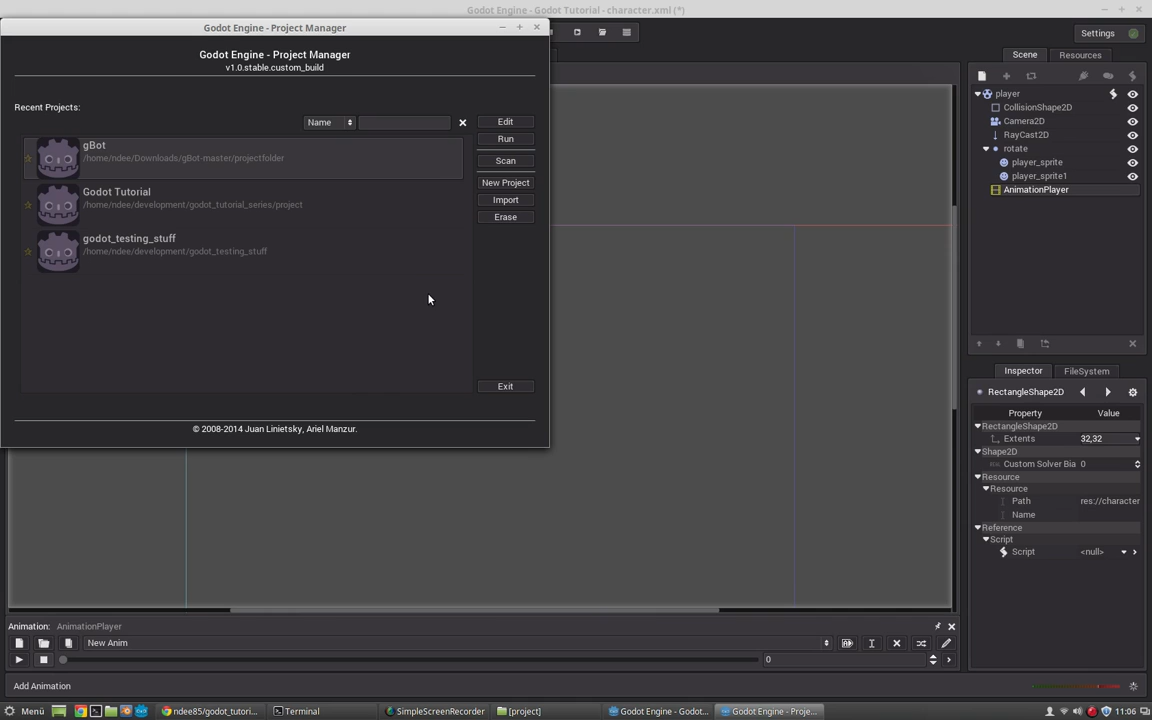 Godot Engine - Godot Tutorial - character.xml (*)
Godot Engine - Project Manager
Settings
Godot Engine - Project Manager
v1.0.stable.custom_build
Scene Resources
Recent Projects:
Name
Edit
Run
Scan
New Project
Import
Erase
Exit
gBot
/home/ndee/Downloads/gBot-master/projectfolder
Godot Tutorial
/home/ndee/development/godot_tutorial_series/project
godot_testing_stuff
/home/ndee/development/godot_testing_stuff
© 2008-2014 Juan Linietsky, Ariel Manzur.
player
CollisionShape2D
Camera2D
RayCast2D
rotate
player_sprite
player_sprite1
AnimationPlayer
Inspector FileSystem
RectangleShape2D
Property Value
RectangleShape2D
Extents 32,32
Shape2D
Custom Solver Bia 0
Resource
Resource
Path res://character
Name
Reference
Script
Script <null>
Animation: AnimationPlayer
New Anim
0
Add Animation
Menü ndee85/godot_tutori... Terminal SimpleScreenRecorder [project] Godot Engine - Godot... Godot Engine - Proje... 11:06